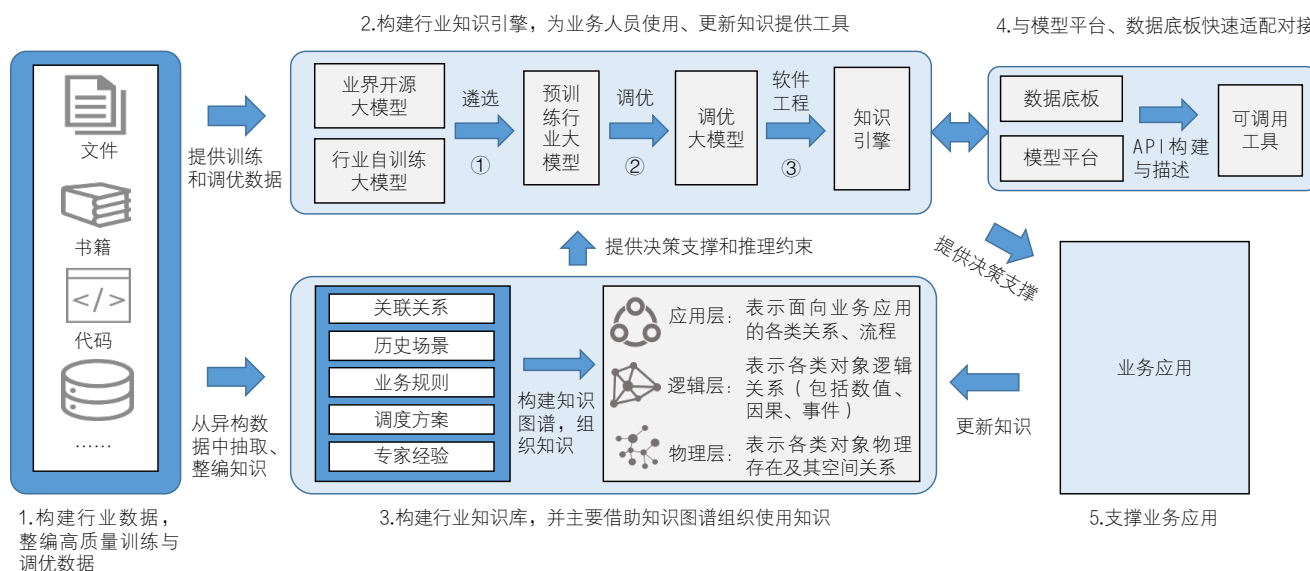 2.构建行业知识引擎，为业务人员使用、更新知识提供工具
4.与模型平台、数据底板快速适配对接
文件
书籍
代码
……
1.构建行业数据，
整编高质量训练与
调优数据
提供训练
和调优数据
从异构数
据中抽取、
整编知识
业界开源
大模型
行业自训练
大模型
遴选
①
预训
练行
业大
模型
调优
②
调优
大模型
软件
工程
③
知识
引擎
数据底板
模型平台
API构建
与描述
可调用
工具
提供决策支撑和推理约束
提供决策支撑
关联关系
历史场景
业务规则
调度方案
专家经验
构建知识
图谱，组
织知识
应用层：表示面向业务应用
的各类关系、流程
逻辑层：表示各类对象逻辑
关系（包括数值、
因果、事件）
物理层：表示各类对象物理
存在及其空间关系
更新知识
业务应用
3.构建行业知识库，并主要借助知识图谱组织使用知识
5.支撑业务应用